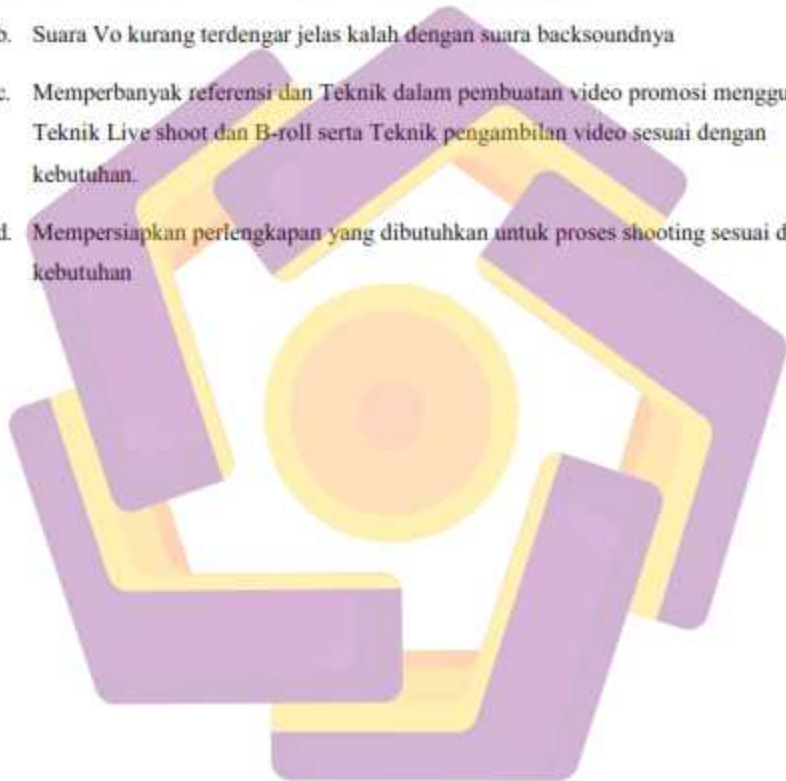 b. Suara Vo kurang terdengar jelas kalah dengan suara backsoundnya
c. Memperbanyak referensi dan Teknik dalam pembuatan video promosi menggu
Teknik Live shoot dan B-roll serta Teknik pengambilan video sesuai dengan
kebutuhan.
d. Mempersiapkan perlengkapan yang dibutuhkan untuk proses shooting sesuai d
kebutuhan